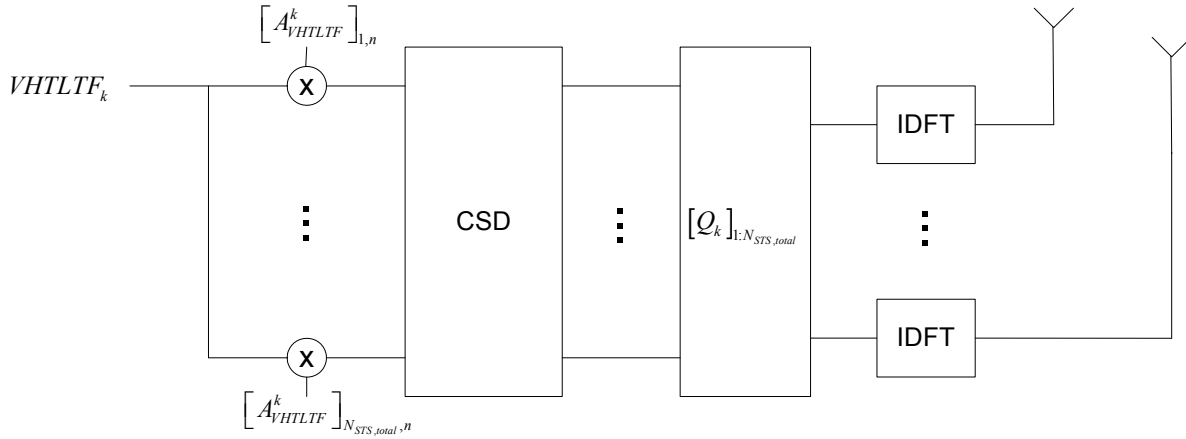 [A^k_VHTLTF]_1,n
VHTLTF_k
X
IDFT
CSD
[Q_k]_1:N_STS,total
X
IDFT
[A^k_VHTLTF]_N_STS,total,n